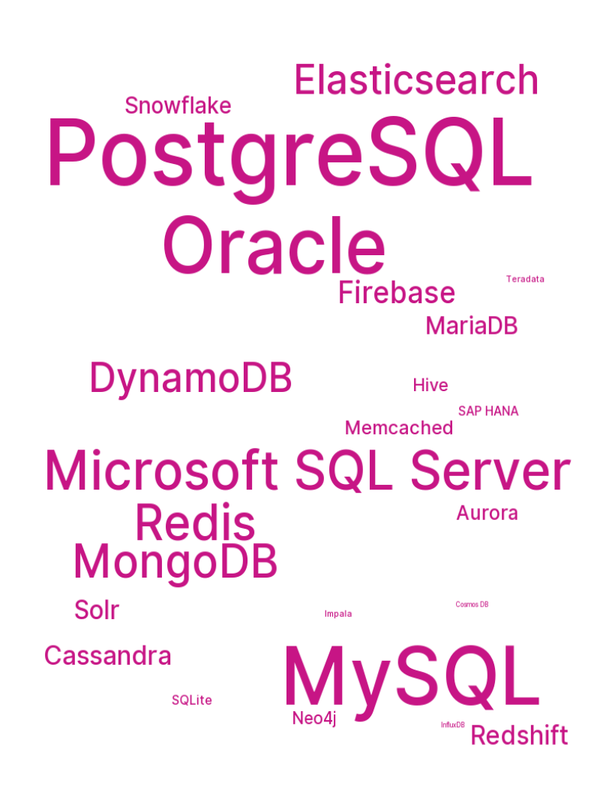 Elasticsearch
Snowflake
PostgreSQL
Oracle
Teradata
Firebase
MariaDB
DynamoDB
Hive
SAP HANA
Memcached
Microsoft SQL Server
Aurora
Redis
MongoDB
Cosmos DB
Solr
Impala
Cassandra
MySQL
SQLite
Neo4j
InfluxDB
Redshift